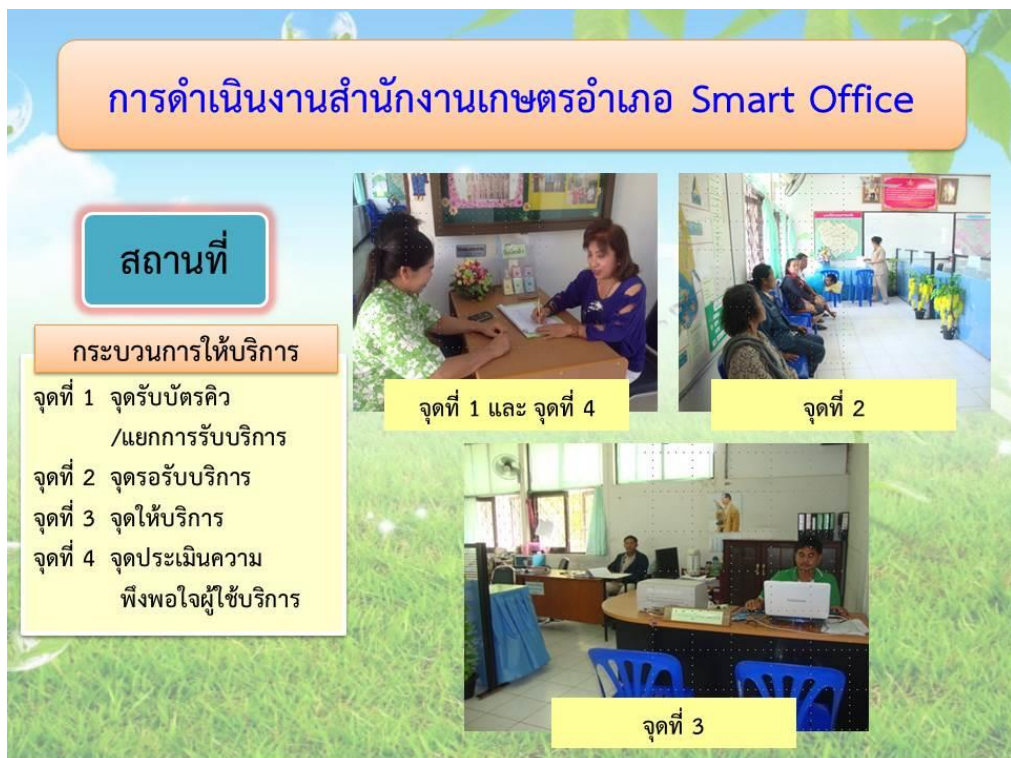 การดำเนินงานสำนักงานเกษตรอำเภอ Smart Office
สถานที่
กระบวนการให้บริการ
จุดที่ 1 จุดรับบัตรคิว
/แยกการรับบริการ
จุดที่ 2 จุดรอรับบริการ
จุดที่ 3 จุดให้บริการ
จุดที่ 4 จุดประเมินความ
พึงพอใจผู้ใช้บริการ
จุดที่ 1 และ จุดที่ 4
จุดที่ 2
จุดที่ 3